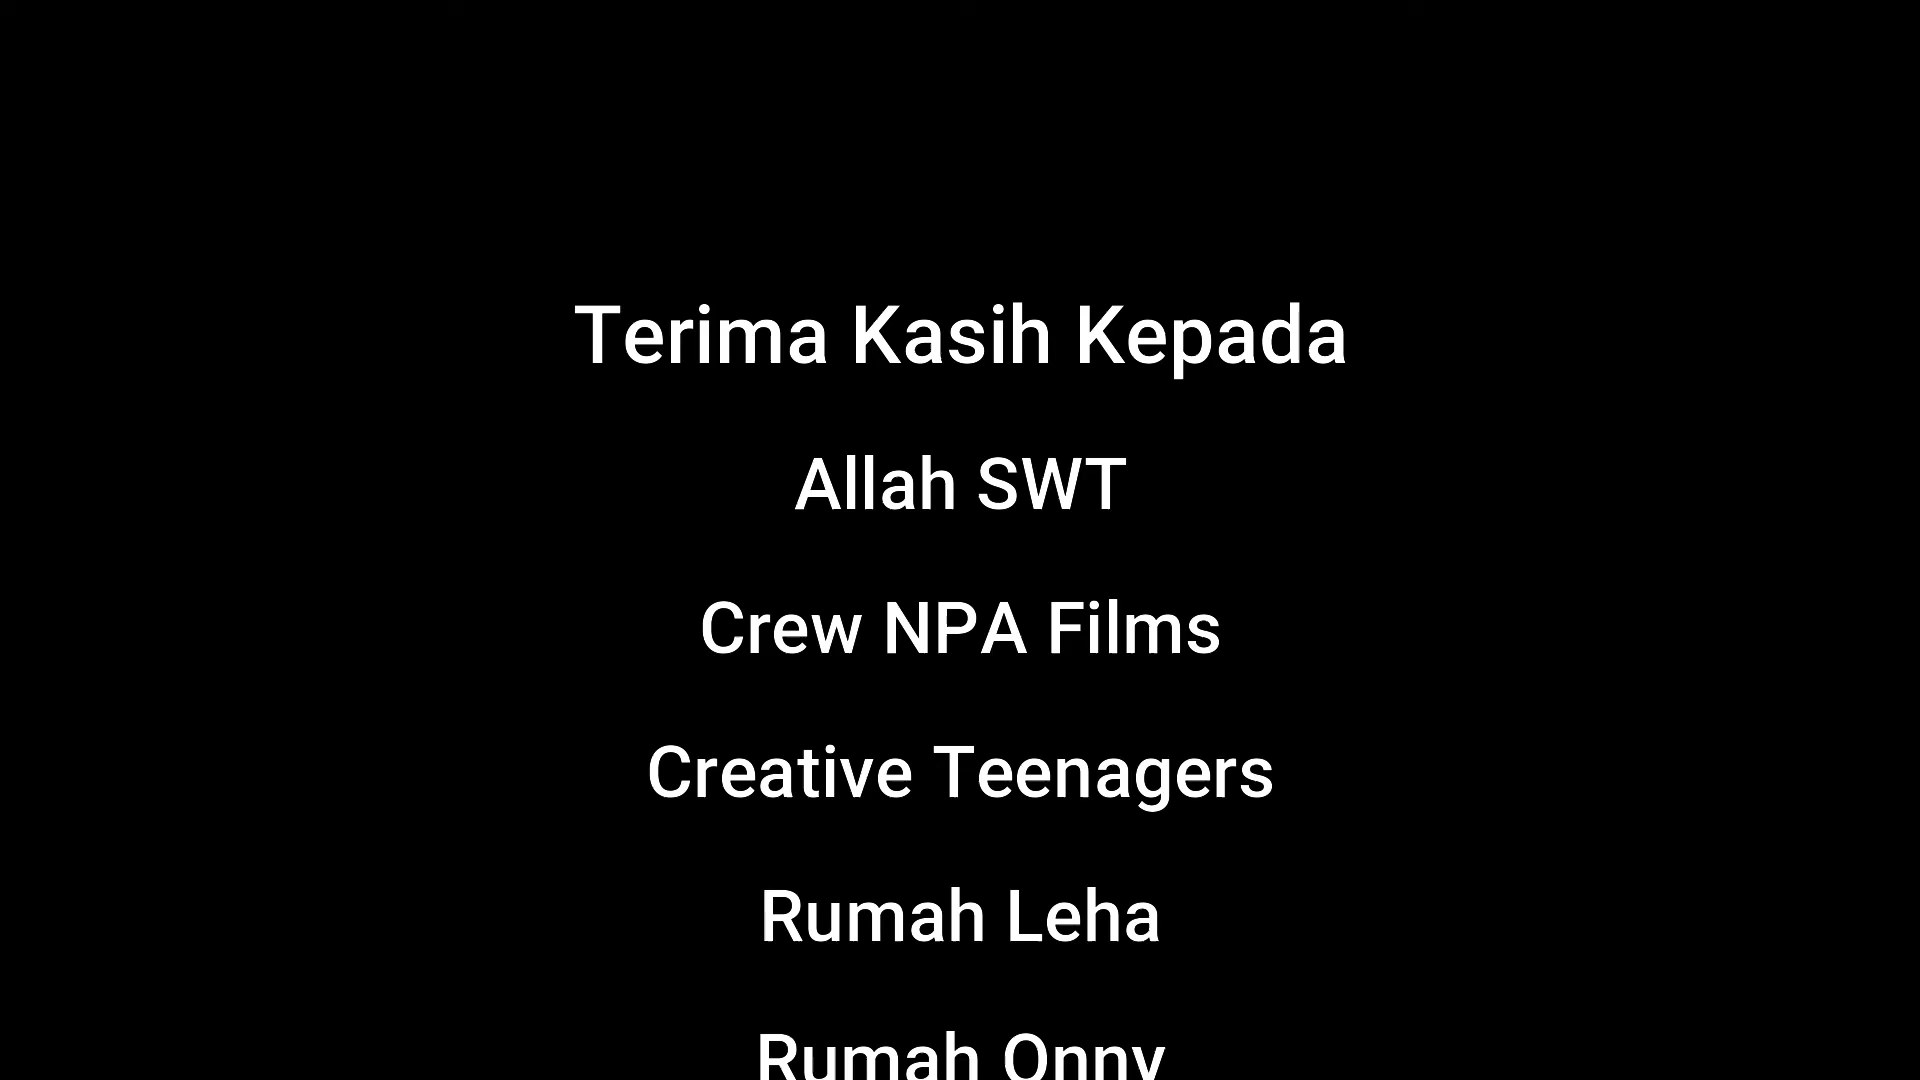 Terima Kasih Kepada
Allah SWT
Crew NPA Films
Creative Teenagers
Rumah Leha
Rumah Onny